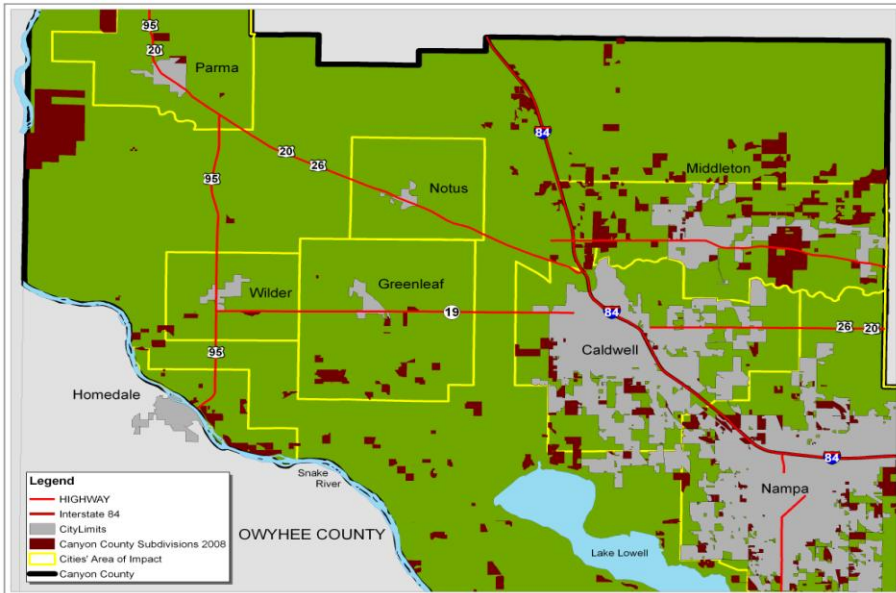 95
20
Parma
84
20
26
95
Notus
Middleton
Wilder
Greenleaf
19
84
26
20
Caldwell
95
Homedale
84
Snake
River
Nampa
OWYHEE COUNTY
Lake Lowell
Legend
HIGHWAY
Interstate 84
CityLimits
Canyon County Subdivisions 2008
Cities' Area of Impact
Canyon County